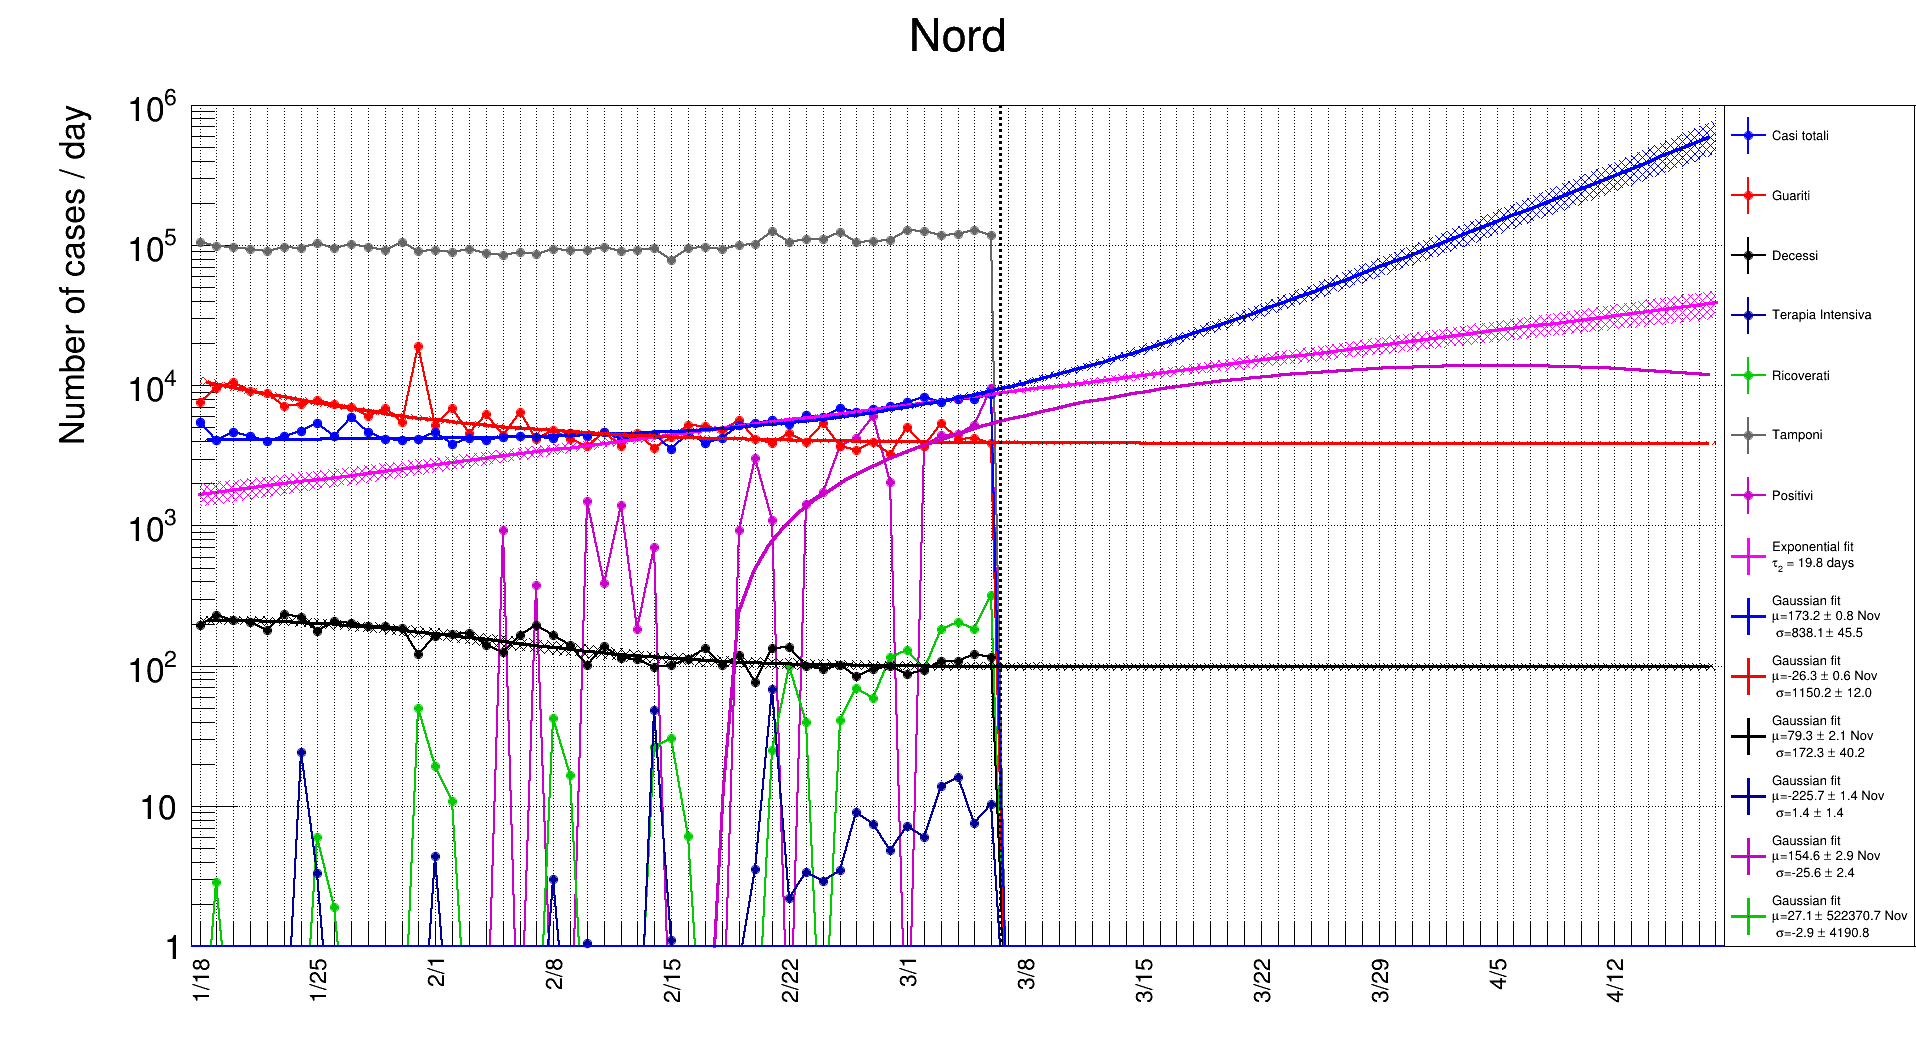 Nord
Number of cases / day
10^6
10^5
10^4
10^3
10^2
10
1
1/18
1/25
2/1
2/8
2/15
2/22
3/1
3/8
3/15
3/22
3/29
4/5
4/12
Casi totali
Guariti
Decessi
Terapia Intensiva
Ricoverati
Tamponi
Positivi
Exponential fit
τ₂ = 19.8 days
Gaussian fit
μ=173.2 ± 0.8 Nov
σ=838.1 ± 45.5
Gaussian fit
μ=-26.3 ± 0.6 Nov
σ=1150.2 ± 12.0
Gaussian fit
μ=79.3 ± 2.1 Nov
σ=172.3 ± 40.2
Gaussian fit
μ=-225.7 ± 1.4 Nov
σ=1.4 ± 1.4
Gaussian fit
μ=154.6 ± 2.9 Nov
σ=-25.6 ± 2.4
Gaussian fit
μ=27.1 ± 522370.7 Nov
σ=-2.9 ± 4190.8